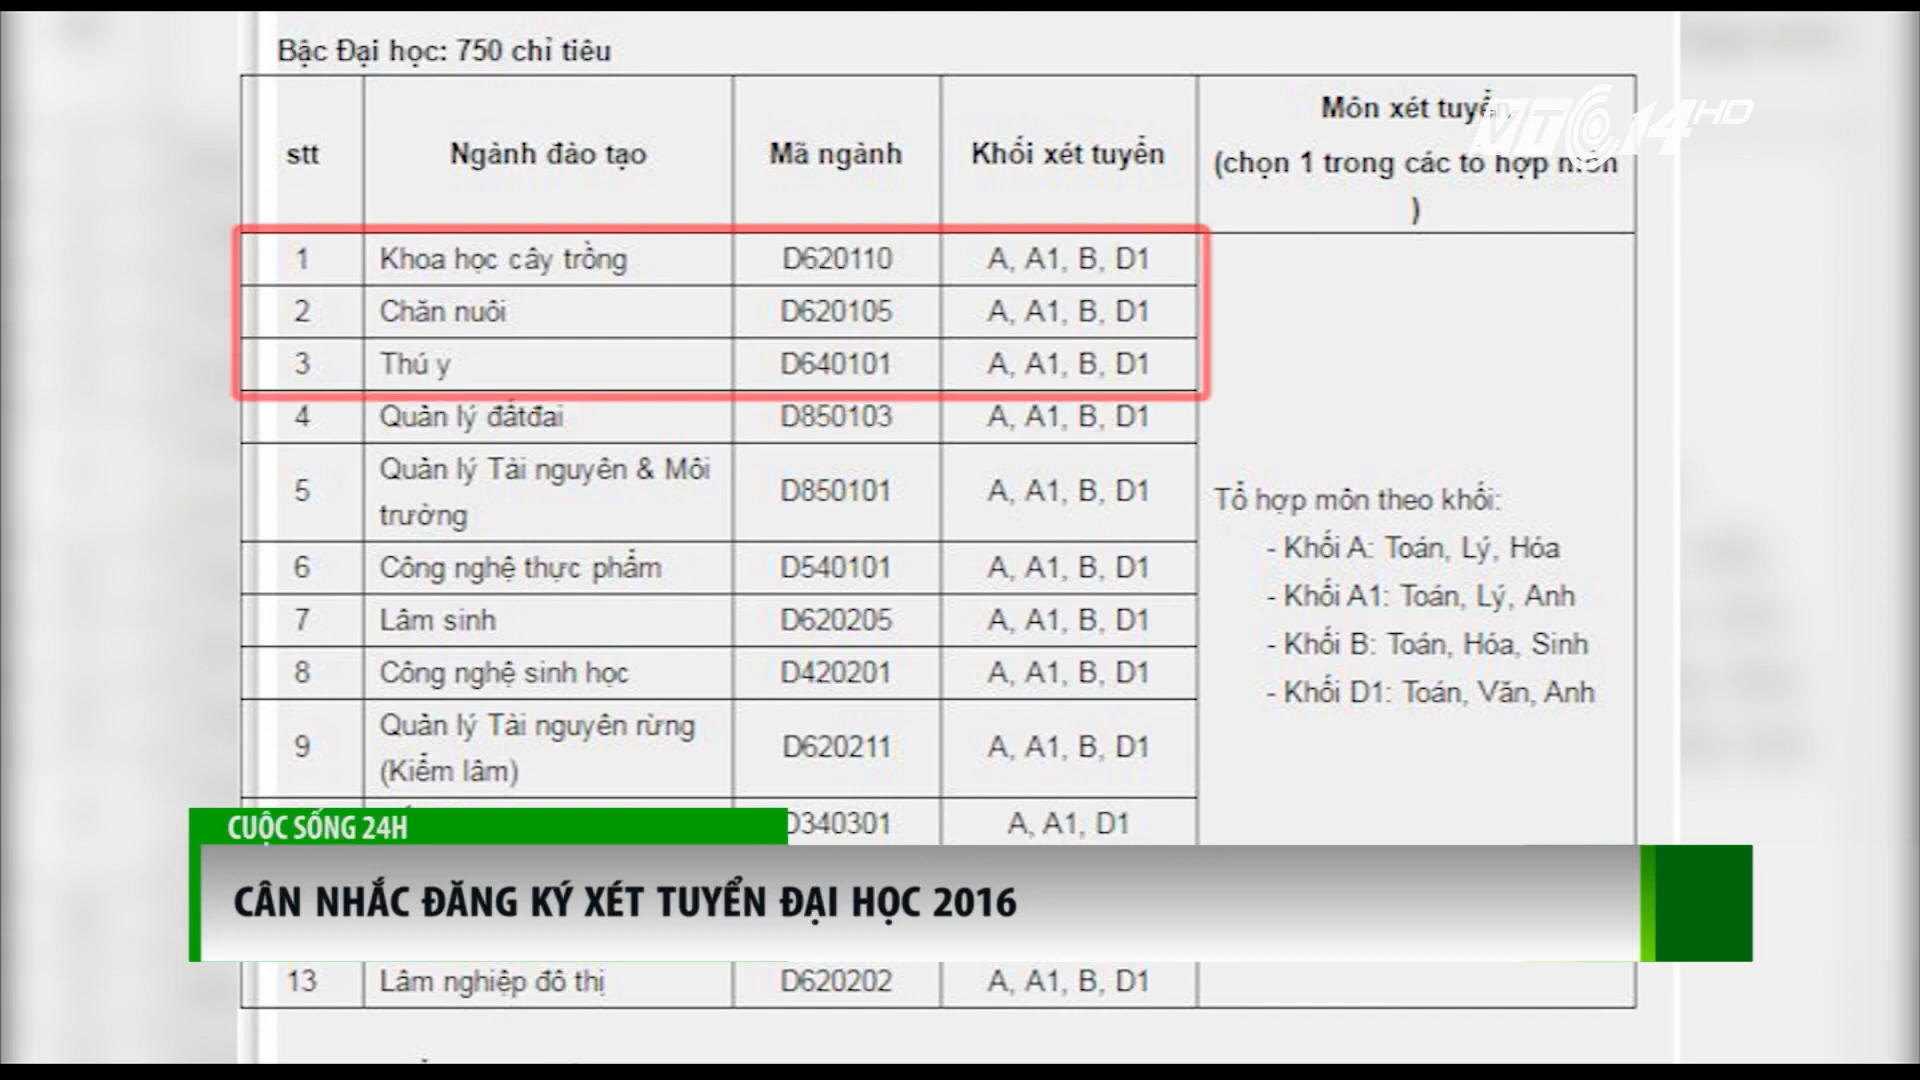 Bậc Đại học: 750 chỉ tiêu
stt Ngành đào tạo Mã ngành Khối xét tuyển Môn xét tuyển
(chọn 1 trong các tổ hợp môn
)
VTC14 HD
1 Khoa học cây trồng D620110 A, A1, B, D1
2 Chăn nuôi D620105 A, A1, B, D1
3 Thú y D640101 A, A1, B, D1
4 Quản lý đấtđai D850103 A, A1, B, D1
5 Quản lý Tài nguyên & Môi
trường D850101 A, A1, B, D1
6 Công nghệ thực phẩm D540101 A, A1, B, D1
7 Lâm sinh D620205 A, A1, B, D1
8 Công nghệ sinh học D420201 A, A1, B, D1
9 Quản lý Tài nguyên rừng
(Kiểm lâm) D620211 A, A1, B, D1
D340301 A, A1, D1
Tổ hợp môn theo khối:
- Khối A: Toán, Lý, Hóa
- Khối A1: Toán, Lý, Anh
- Khối B: Toán, Hóa, Sinh
- Khối D1: Toán, Văn, Anh
CUỘC SỐNG 24H
CÂN NHẮC ĐĂNG KÝ XÉT TUYỂN ĐẠI HỌC 2016
13 Lâm nghiệp đô thị D620202 A, A1, B, D1